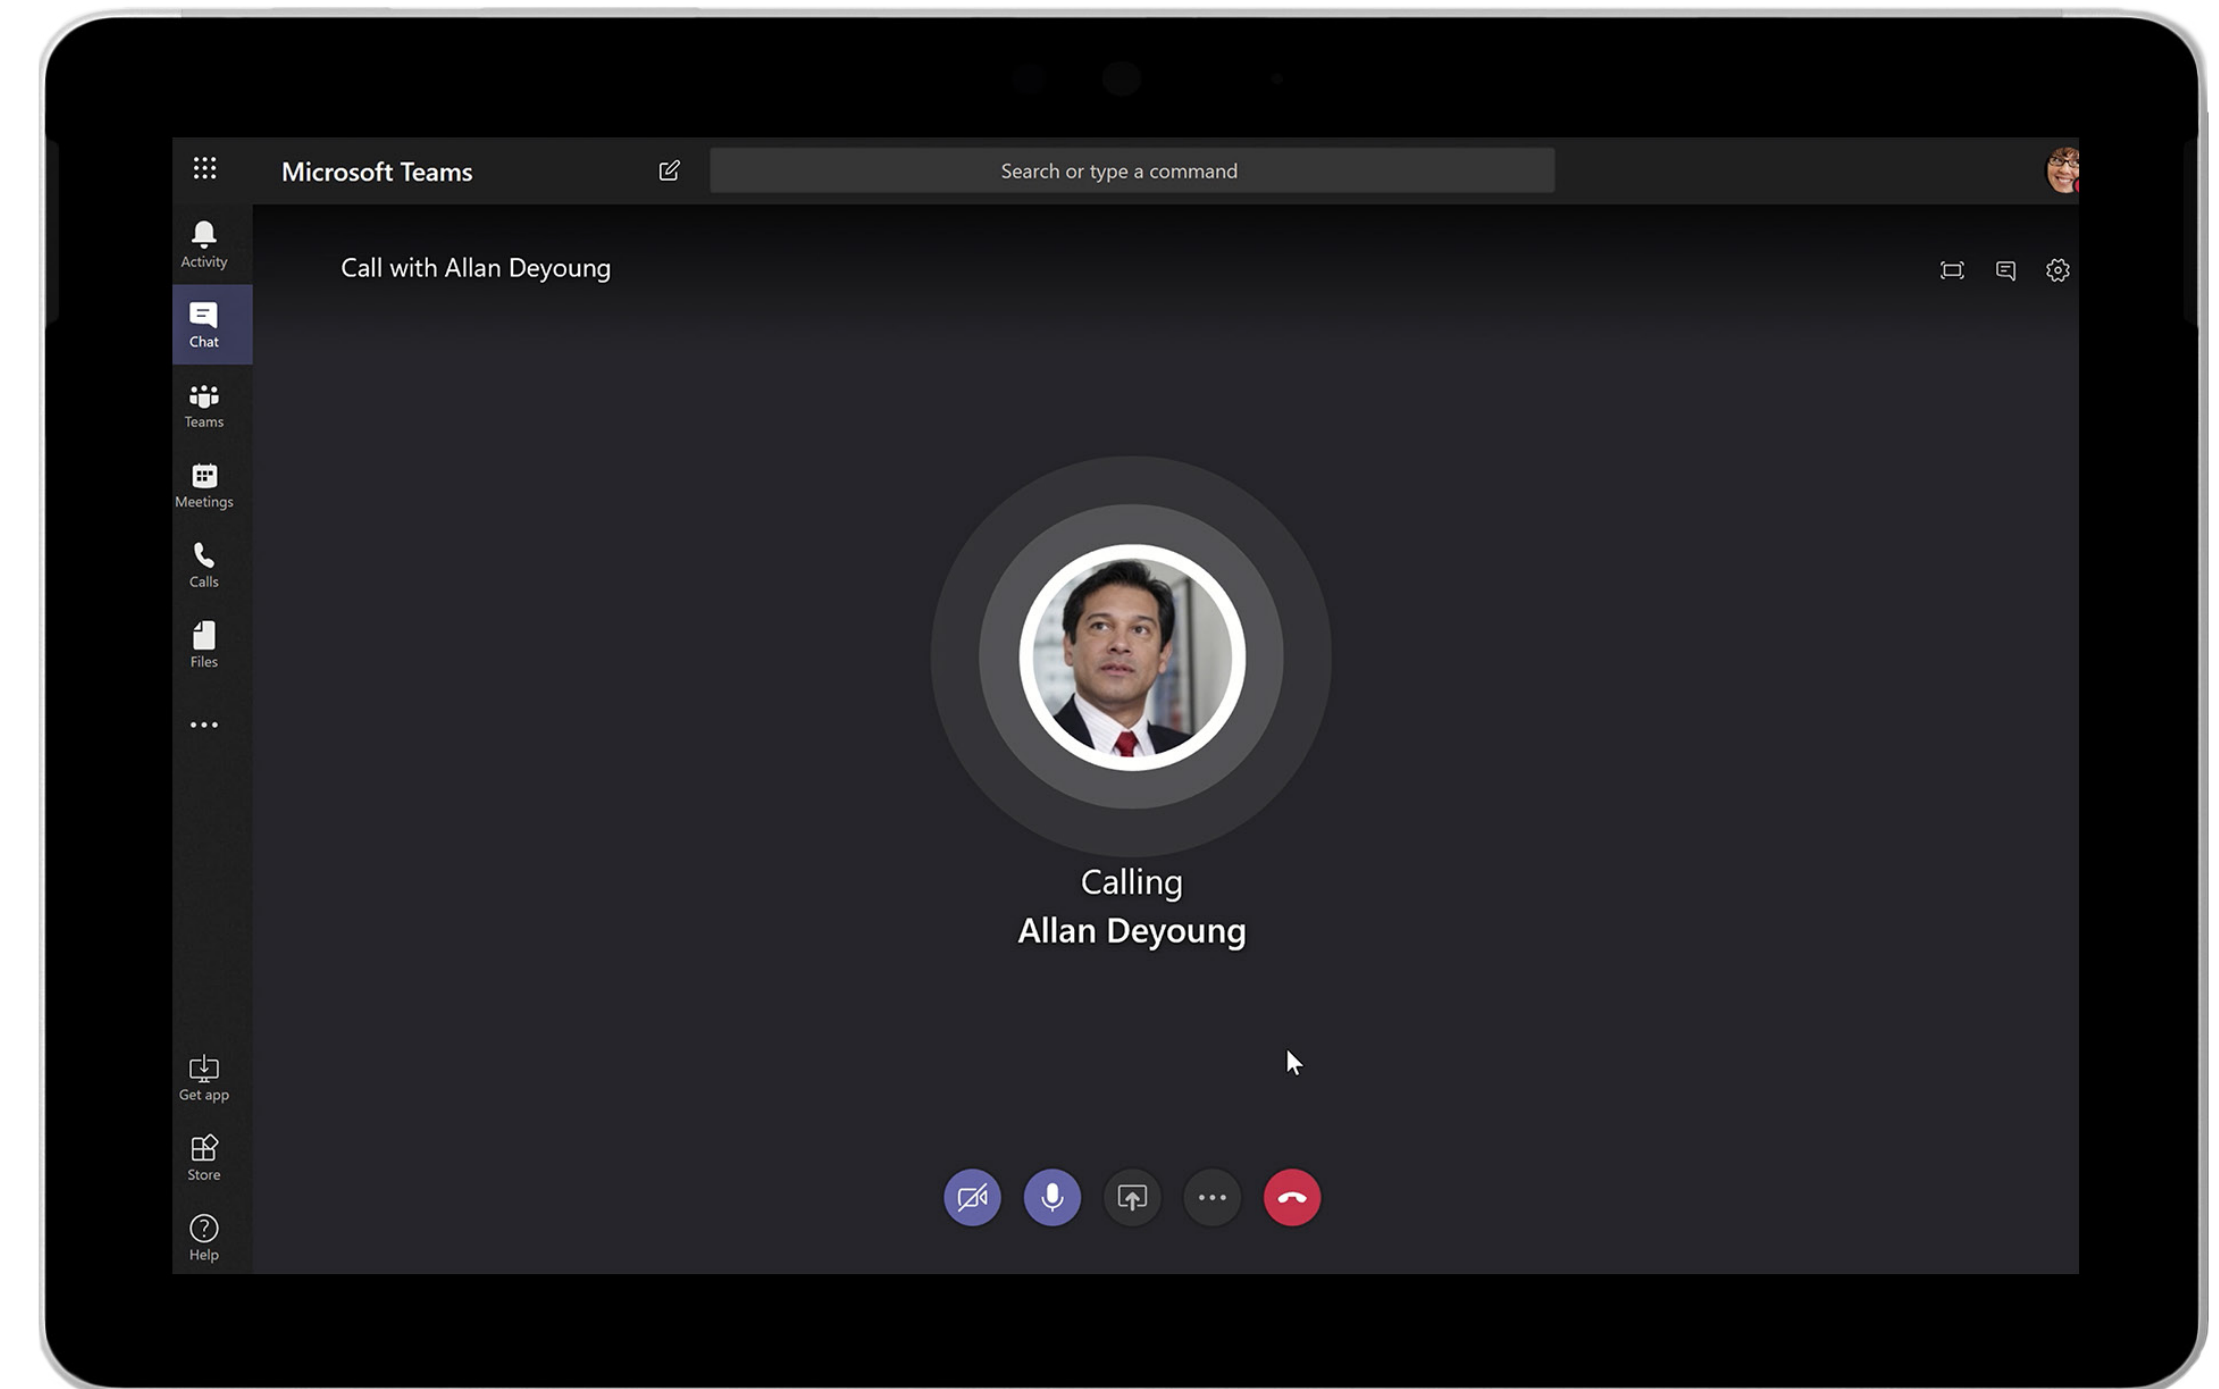 Microsoft Teams
Search or type a command
Activity
Chat
Teams
Meetings
Calls
Files
Get app
Store
Help
Call with Allan Deyoung
Calling
Allan Deyoung